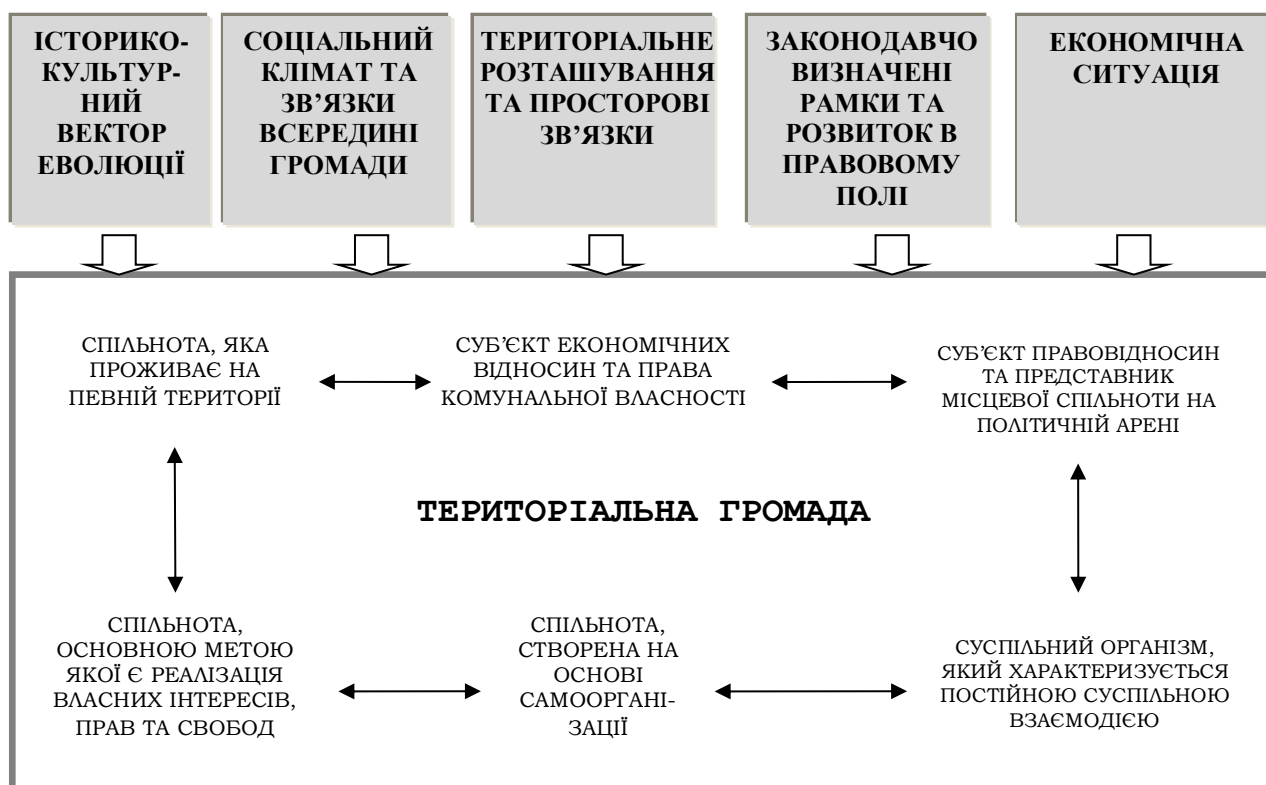 ІСТОРИКО-
КУЛЬТУР-
НИЙ
ВЕКТОР
ЕВОЛЮЦІЇ
СОЦІАЛЬНИЙ
КЛІМАТ ТА
ЗВ’ЯЗКИ
ВСЕРЕДИНІ
ГРОМАДИ
ТЕРИТОРІАЛЬНЕ
РОЗТАШУВАННЯ
ТА ПРОСТОРОВІ
ЗВ’ЯЗКИ
ЗАКОНОДАВЧО
ВИЗНАЧЕНІ
РАМКИ ТА
РОЗВИТОК В
ПРАВОВОМУ
ПОЛІ
ЕКОНОМІЧНА
СИТУАЦІЯ
СПІЛЬНОТА, ЯКА
ПРОЖИВАЄ НА
ПЕВНІЙ ТЕРИТОРІЇ
СУБ’ЄКТ ЕКОНОМІЧНИХ
ВІДНОСИН ТА ПРАВА
КОМУНАЛЬНОЇ ВЛАСНОСТІ
СУБ’ЄКТ ПРАВОВІДНОСИН
ТА ПРЕДСТАВНИК
МІСЦЕВОЇ СПІЛЬНОТИ НА
ПОЛІТИЧНІЙ АРЕНІ
ТЕРИТОРІАЛЬНА ГРОМАДА
СПІЛЬНОТА,
ОСНОВНОЮ МЕТОЮ
ЯКОЇ Є РЕАЛІЗАЦІЯ
ВЛАСНИХ ІНТЕРЕСІВ,
ПРАВ ТА СВОБОД
СПІЛЬНОТА,
СТВОРЕНА НА
ОСНОВІ
САМООРГАНІ-
ЗАЦІЇ
СУСПІЛЬНИЙ ОРГАНІЗМ,
ЯКИЙ ХАРАКТЕРИЗУЄТЬСЯ
ПОСТІЙНОЮ СУСПІЛЬНОЮ
ВЗАЄМОДІЄЮ